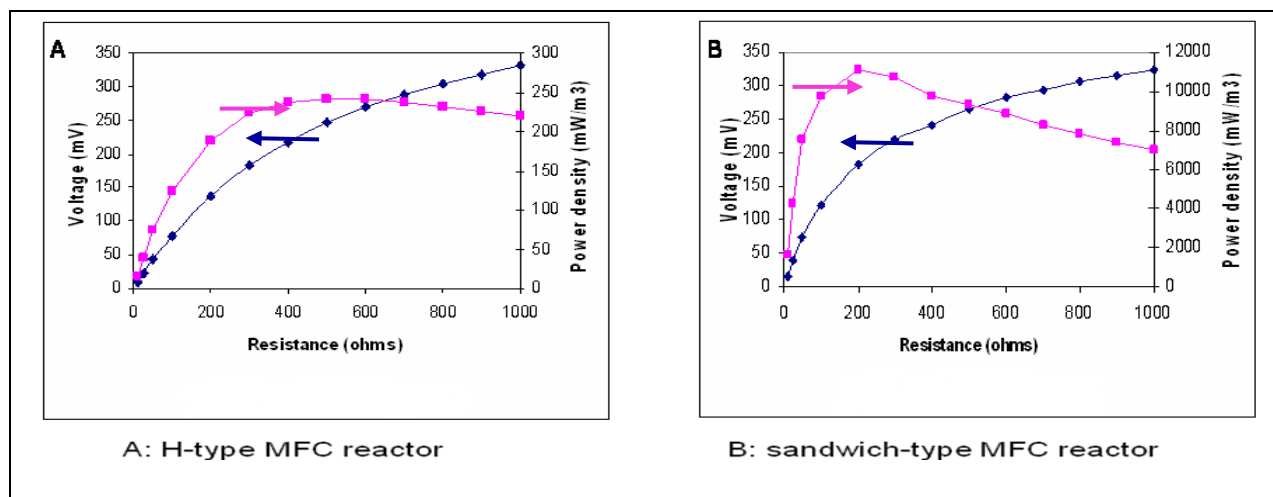 A
350
300
250
200
150
100
50
0
Voltage (mV)
300
250
200
150
100
50
0
Power density (mW/m3)
0 200 400 600 800 1000
Resistance (ohms)
B
350
300
250
200
150
100
50
0
Voltage (mV)
12000
10000
8000
6000
4000
2000
0
Power density (mW/m3)
0 200 400 600 800 1000
Resistance (ohms)
A: H-type MFC reactor
B: sandwich-type MFC reactor